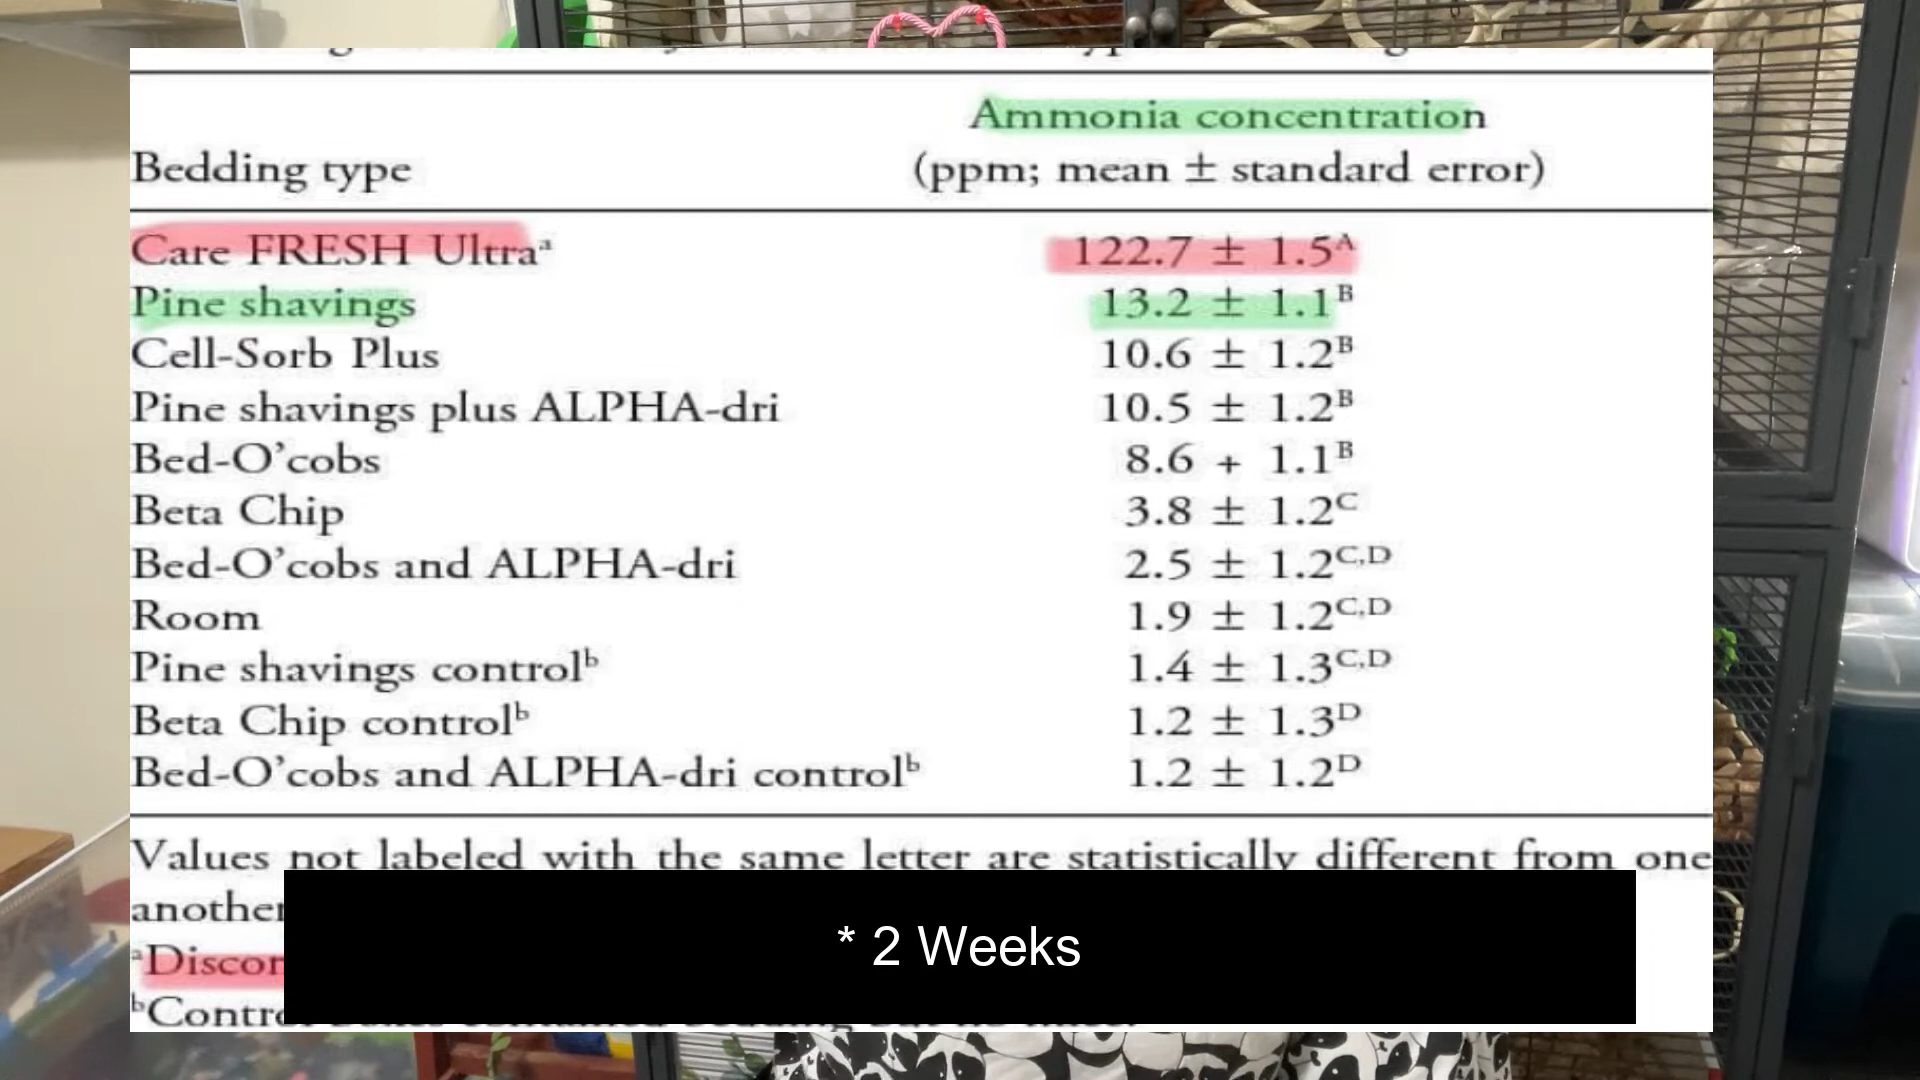 Ammonia concentration
Bedding type (ppm; mean ± standard error)
Care FRESH Ultraᵃ 122.7 ± 1.5ᴬ
Pine shavings 13.2 ± 1.1ᴮ
Cell-Sorb Plus 10.6 ± 1.2ᴮ
Pine shavings plus ALPHA-dri 10.5 ± 1.2ᴮ
Bed-O’cobs 8.6 + 1.1ᴮ
Beta Chip 3.8 ± 1.2ᶜ
Bed-O’cobs and ALPHA-dri 2.5 ± 1.2ᶜ,ᴰ
Room 1.9 ± 1.2ᶜ,ᴰ
Pine shavings controlᵇ 1.4 ± 1.3ᶜ,ᴰ
Beta Chip controlᵇ 1.2 ± 1.3ᴰ
Bed-O’cobs and ALPHA-dri controlᵇ 1.2 ± 1.2ᴰ
Values not labeled with the same letter are statistically different from one
another
* 2 Weeks